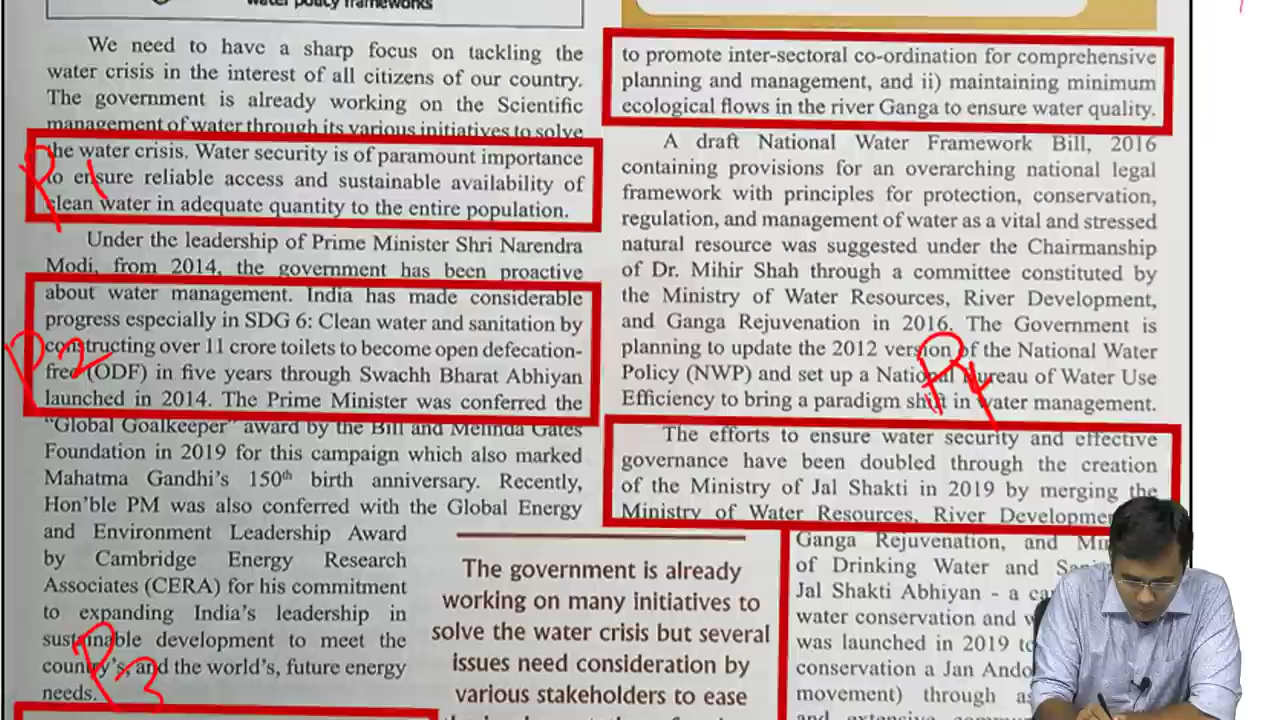 water policy frameworks
We need to have a sharp focus on tackling the
water crisis in the interest of all citizens of our country.
The government is already working on the Scientific
management of water through its various initiatives to solve
the water crisis. Water security is of paramount importance
to ensure reliable access and sustainable availability of
clean water in adequate quantity to the entire population.
P1
Under the leadership of Prime Minister Shri Narendra
Modi, from 2014, the government has been proactive
about water management. India has made considerable
progress especially in SDG 6: Clean water and sanitation by
constructing over 11 crore toilets to become open defecation-
free (ODF) in five years through Swachh Bharat Abhiyan
launched in 2014. The Prime Minister was conferred the
P2
“Global Goalkeeper” award by the Bill and Melinda Gates
Foundation in 2019 for this campaign which also marked
Mahatma Gandhi’s 150th birth anniversary. Recently,
Hon’ble PM was also conferred with the Global Energy
and Environment Leadership Award
by Cambridge Energy Research
Associates (CERA) for his commitment
to expanding India’s leadership in
sustainable development to meet the
country’s, and the world’s, future energy
needs.
P3
The government is already
working on many initiatives to
solve the water crisis but several
issues need consideration by
various stakeholders to ease
to promote inter-sectoral co-ordination for comprehensive
planning and management, and ii) maintaining minimum
ecological flows in the river Ganga to ensure water quality.
A draft National Water Framework Bill, 2016
containing provisions for an overarching national legal
framework with principles for protection, conservation,
regulation, and management of water as a vital and stressed
natural resource was suggested under the Chairmanship
of Dr. Mihir Shah through a committee constituted by
the Ministry of Water Resources, River Development,
and Ganga Rejuvenation in 2016. The Government is
planning to update the 2012 version of the National Water
Policy (NWP) and set up a National Bureau of Water Use
Efficiency to bring a paradigm shift in water management.
P4
The efforts to ensure water security and effective
governance have been doubled through the creation
of the Ministry of Jal Shakti in 2019 by merging the
Ministry of Water Resources, River
Ganga Rejuvenation, and
of Drinking Water and
Jal Shakti Abhiyan - a
water conservation and
was launched in 2019
conservation a Jan
movement) through
and